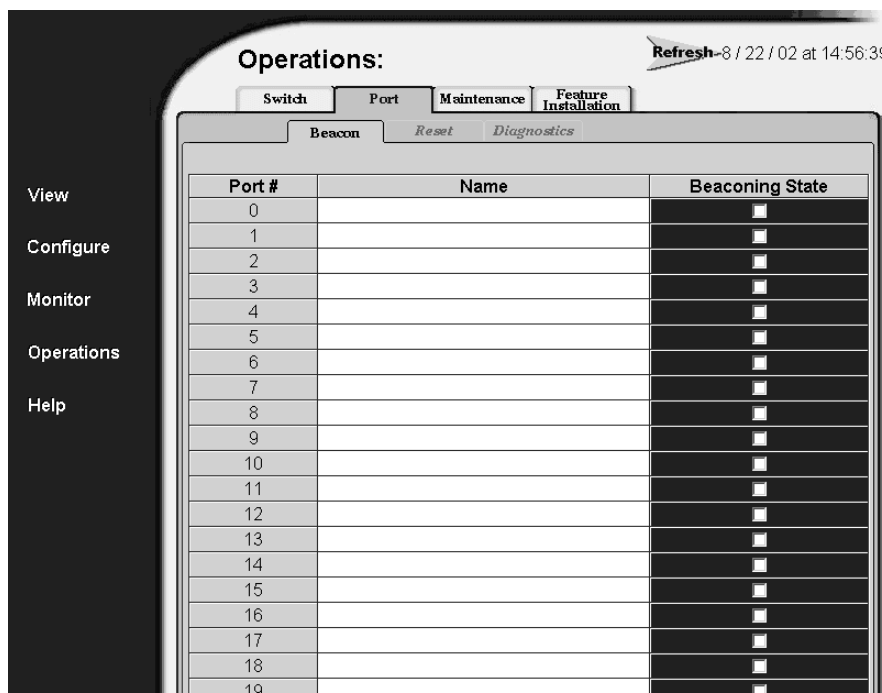 Operations:
Refresh-8 / 22 / 02 at 14:56:39
Switch Port Maintenance Feature Installation
Beacon Reset Diagnostics
View
Configure
Monitor
Operations
Help
Port # Name Beaconing State
0
1
2
3
4
5
6
7
8
9
10
11
12
13
14
15
16
17
18
19